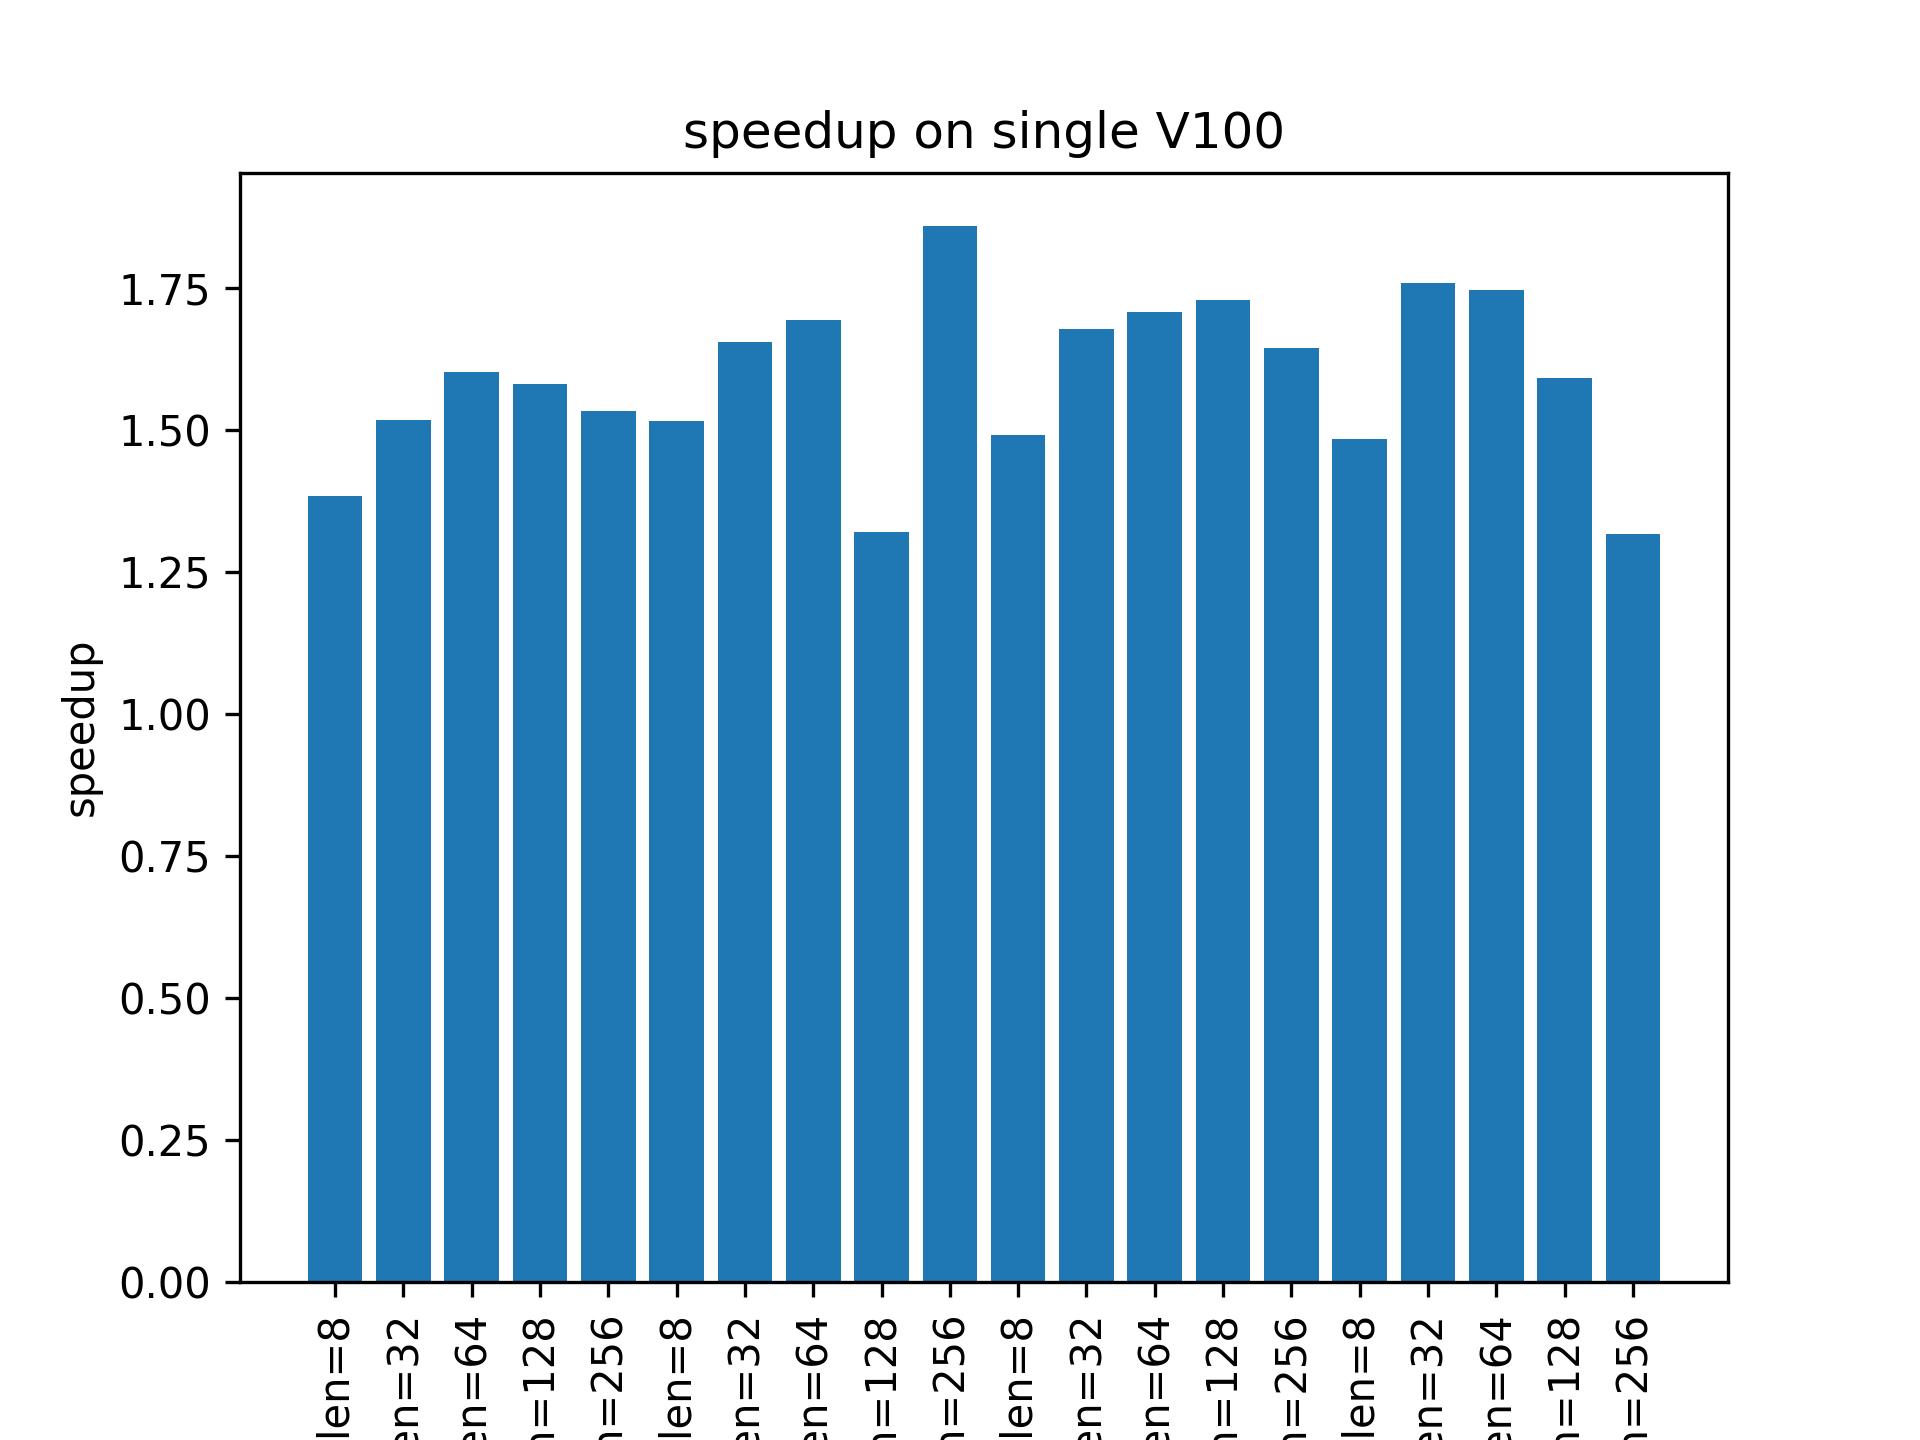 speedup on single V100
speedup
1.75
1.50
1.25
1.00
0.75
0.50
0.25
0.00
len=8
en=32
en=64
n=128
n=256
len=8
en=32
en=64
n=128
n=256
len=8
en=32
en=64
n=128
n=256
len=8
en=32
en=64
n=128
n=256